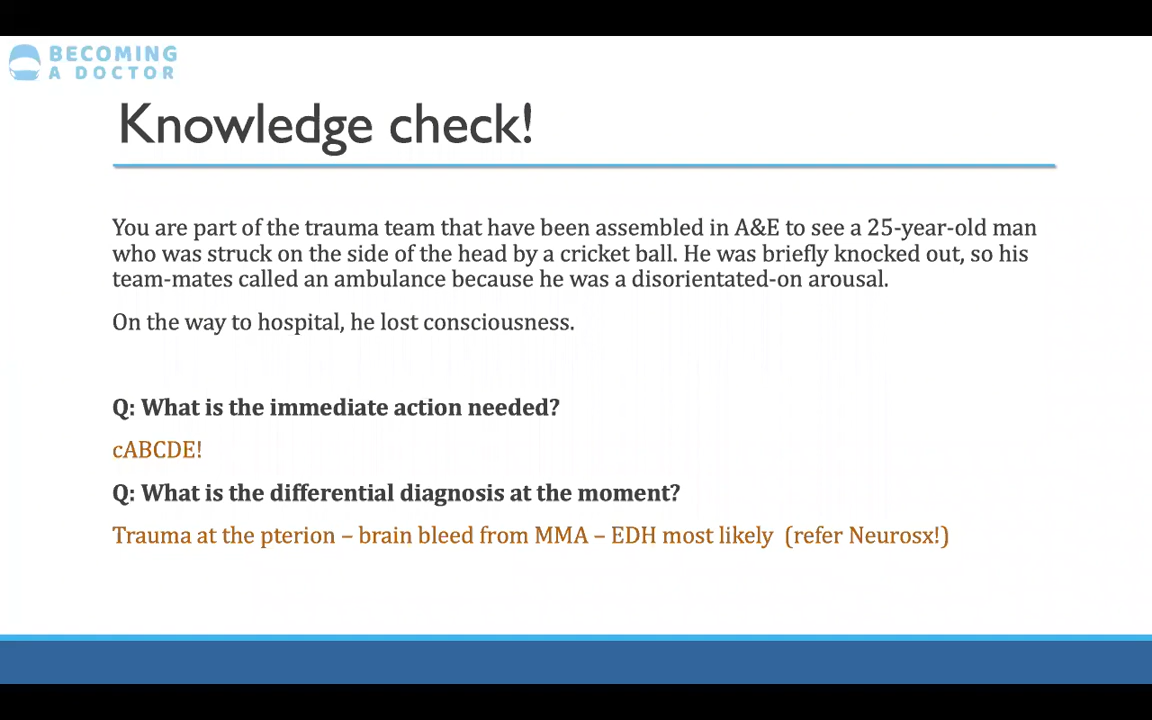 BECOMING
A DOCTOR
Knowledge check!
You are part of the trauma team that have been assembled in A&E to see a 25-year-old man
who was struck on the side of the head by a cricket ball. He was briefly knocked out, so his
team-mates called an ambulance because he was a disorientated-on arousal.
On the way to hospital, he lost consciousness.
Q: What is the immediate action needed?
cABCDE!
Q: What is the differential diagnosis at the moment?
Trauma at the pterion – brain bleed from MMA – EDH most likely (refer Neurosx!)